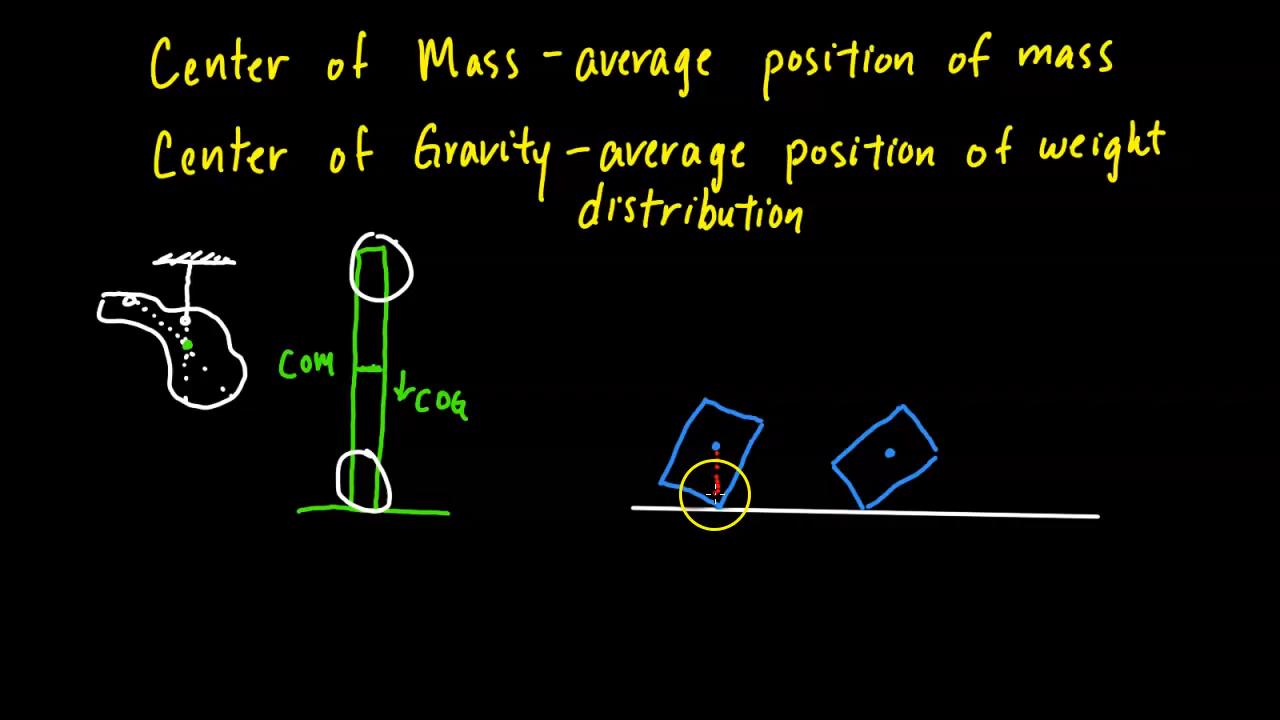 Center of Mass - average position of mass
Center of Gravity - average position of weight
distribution
COM
COG